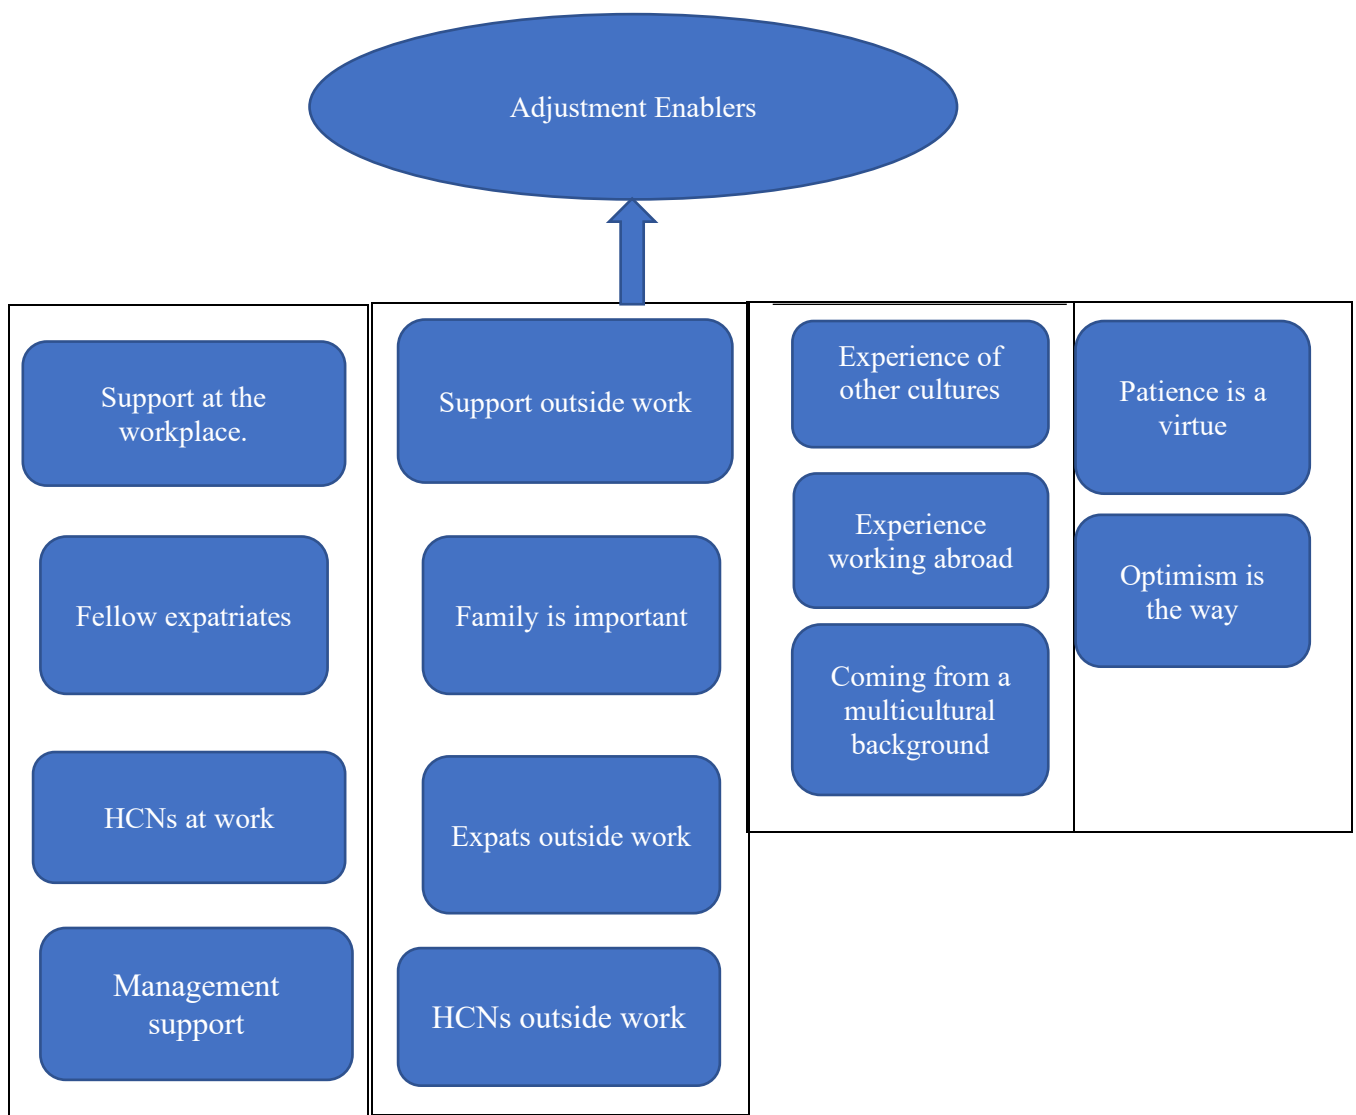 Adjustment Enablers
Support at the
workplace.
Fellow expatriates
HCNs at work
Management
support
Support outside work
Family is important
Expats outside work
HCNs outside work
Experience of
other cultures
Experience
working abroad
Coming from a
multicultural
background
Patience is a
virtue
Optimism is
the way